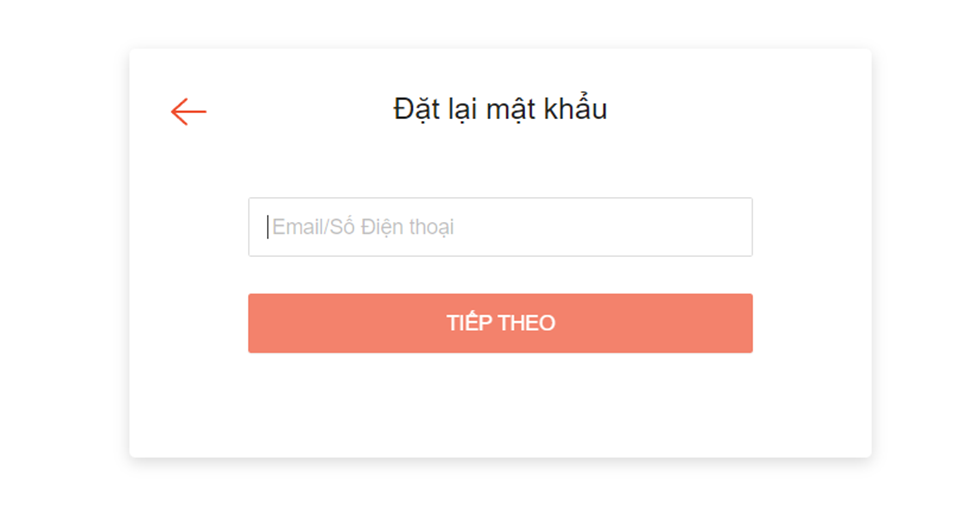 Đặt lại mật khẩu
Email/Số Điện thoại
TIẾP THEO